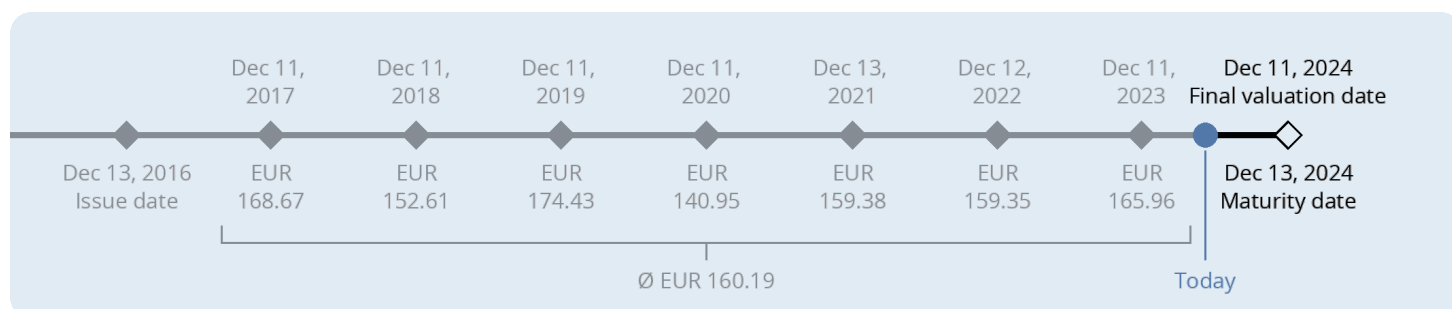 Dec 11,
2017
Dec 11,
2018
Dec 11,
2019
Dec 11,
2020
Dec 13,
2021
Dec 12,
2022
Dec 11,
2023
Dec 11, 2024
Final valuation date
Dec 13, 2016
Issue date
EUR
168.67
EUR
152.61
EUR
174.43
EUR
140.95
EUR
159.38
EUR
159.35
EUR
165.96
Dec 13, 2024
Maturity date
Ø EUR 160.19
Today